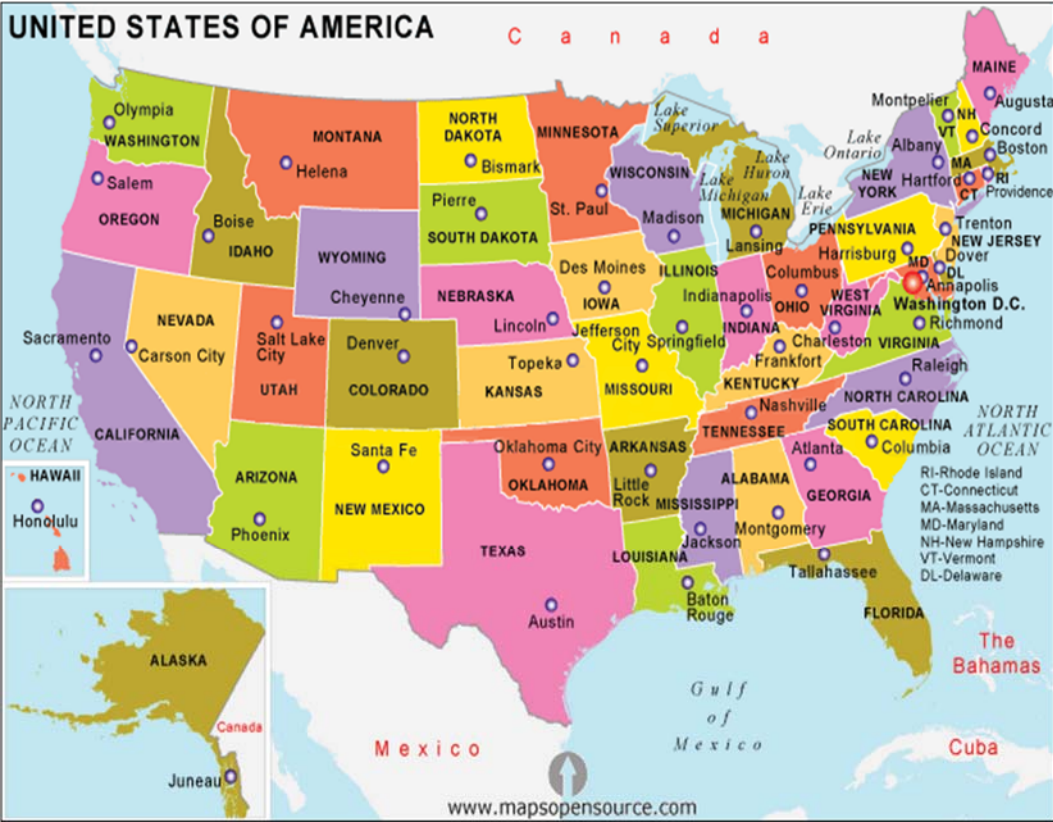 UNITED STATES OF AMERICA
Canada
MAINE
Augusta
Montpelier
NH
VT
Concord
Boston
Albany
MA
NEW
YORK
Hartford
RI
CT
Providence
Lake
Superior
Lake
Huron
Lake
Ontario
Lake
Michigan
Lake
Erie
Olympia
WASHINGTON
MONTANA
Helena
NORTH
DAKOTA
Bismark
MINNESOTA
St. Paul
WISCONSIN
Madison
MICHIGAN
Lansing
Salem
OREGON
Boise
IDAHO
WYOMING
Cheyenne
Pierre
SOUTH DAKOTA
Des Moines
IOWA
ILLINOIS
Springfield
Indianapolis
INDIANA
Columbus
OHIO
PENNSYLVANIA
Harrisburg
Trenton
NEW JERSEY
Dover
MD
DL
Annapolis
Washington D.C.
WEST
VIRGINIA
Charleston
Richmond
VIRGINIA
Sacramento
NEVADA
Carson City
Salt Lake
City
UTAH
Denver
COLORADO
NEBRASKA
Lincoln
Topeka
KANSAS
Jefferson
City
MISSOURI
Frankfort
KENTUCKY
Raleigh
NORTH CAROLINA
Nashville
TENNESSEE
SOUTH CAROLINA
Columbia
NORTH
PACIFIC
OCEAN
CALIFORNIA
ARIZONA
Phoenix
Santa Fe
NEW MEXICO
Oklahoma City
OKLAHOMA
ARKANSAS
Little
Rock
MISSISSIPPI
Jackson
ALABAMA
Montgomery
Atlanta
GEORGIA
NORTH
ATLANTIC
OCEAN
RI-Rhode Island
CT-Connecticut
MA-Massachusetts
MD-Maryland
NH-New Hampshire
VT-Vermont
DL-Delaware
HAWAII
Honolulu
TEXAS
Austin
LOUISIANA
Baton
Rouge
Tallahassee
FLORIDA
ALASKA
Canada
Juneau
Mexico
Gulf
of
Mexico
The
Bahamas
Cuba
www.mapsopensource.com